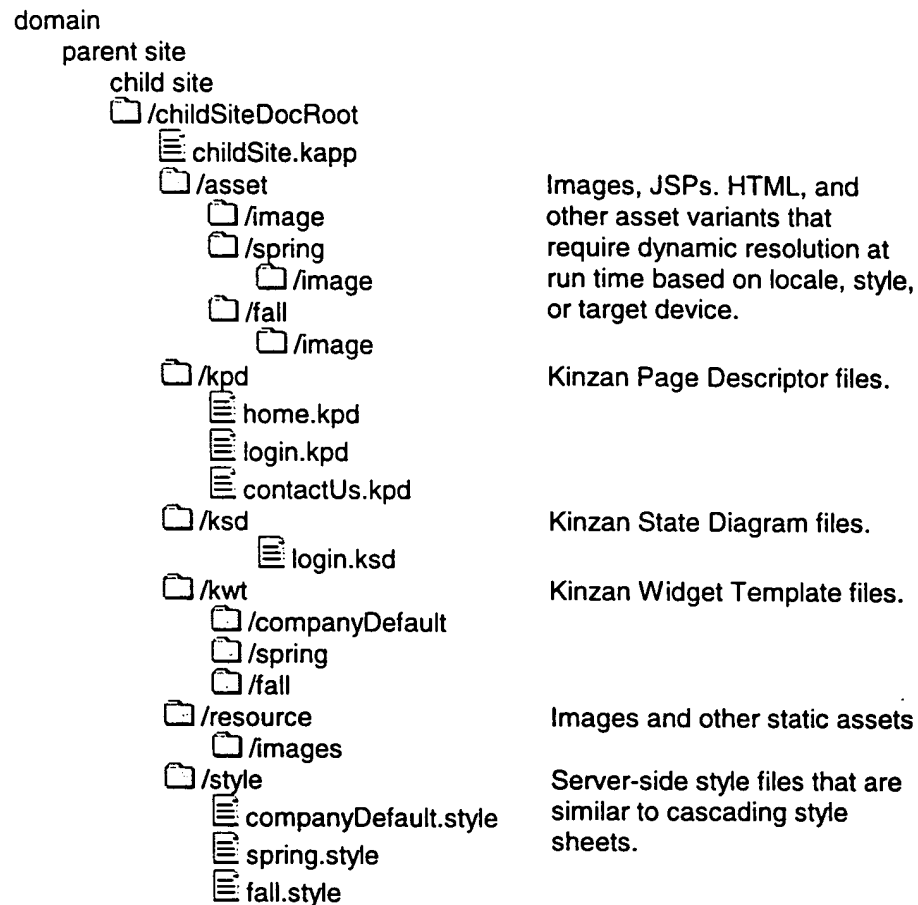 domain
parent site
child site
/childSiteDocRoot
childSite.kapp
/asset
Images, JSPs. HTML, and
/image
other asset variants that
/spring
require dynamic resolution at
/image
run time based on locale, style,
/fall
or target device.
/image
/kpd
Kinzan Page Descriptor files.
home.kpd
login.kpd
contactUs.kpd
/ksd
Kinzan State Diagram files.
login.ksd
/kwt
Kinzan Widget Template files.
/companyDefault
/spring
/fall
/resource
Images and other static assets
/images
/style
Server-side style files that are
companyDefault.style
similar to cascading style
spring.style
sheets.
fall.style